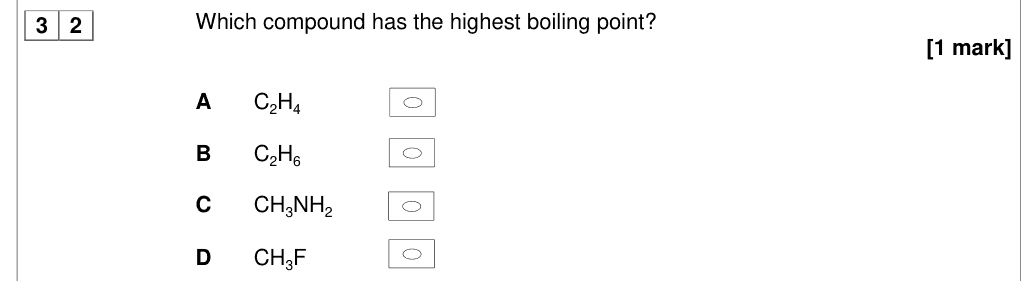 3 2 Which compound has the highest boiling point?
[1 mark]
A C₂H₄
B C₂H₆
C CH₃NH₂
D CH₃F